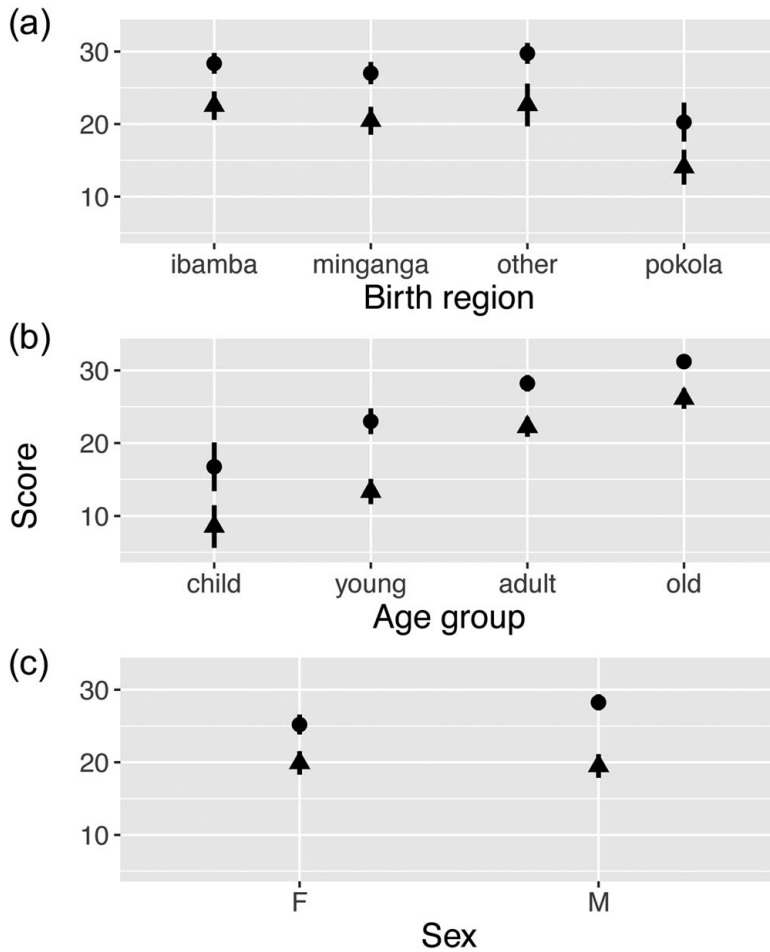 (a)
30
20
10
ibamba minganga other pokola
Birth region
(b)
30
20
10
child young adult old
Age group
Score
(c)
30
20
10
F M
Sex